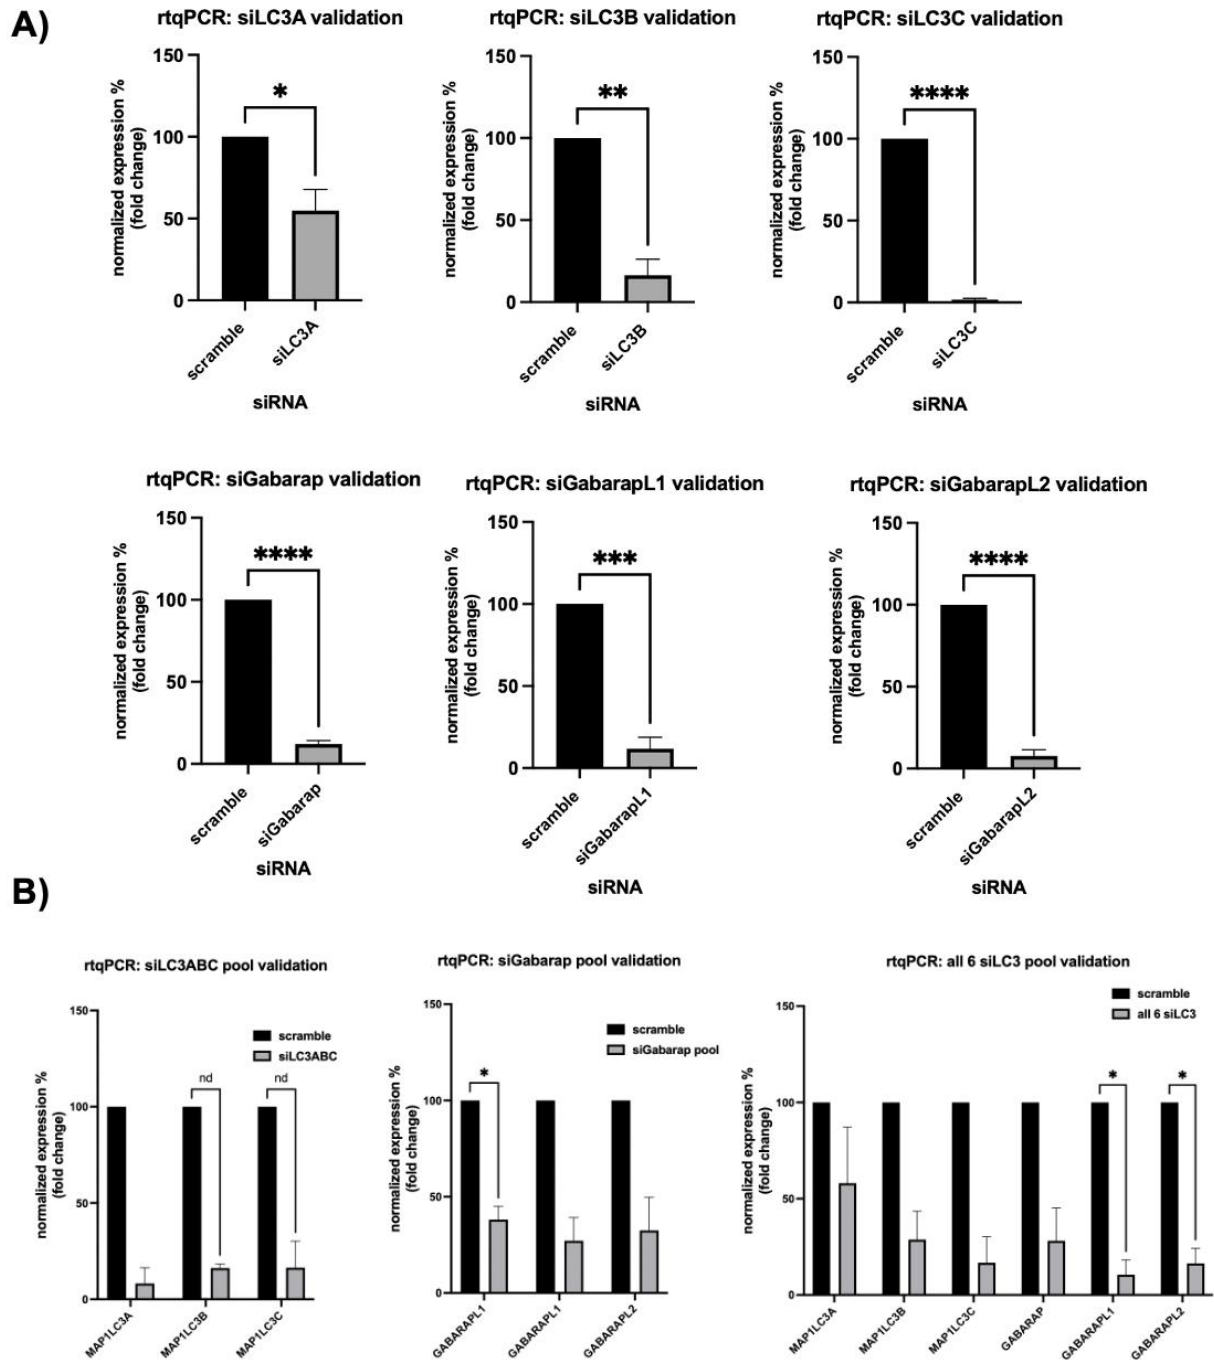 A)
rtqPCR: siLC3A validation
normalized expression %
(fold change)
150
100
50
0
*
scramble
siLC3A
siRNA
rtqPCR: siLC3B validation
normalized expression %
(fold change)
150
100
50
0
**
scramble
siLC3B
siRNA
rtqPCR: siLC3C validation
normalized expression %
(fold change)
150
100
50
0
****
scramble
siLC3C
siRNA
rtqPCR: siGabarap validation
normalized expression %
(fold change)
150
100
50
0
****
scramble
siGabarap
siRNA
rtqPCR: siGabarapL1 validation
normalized expression %
(fold change)
150
100
50
0
***
scramble
siGabarapL1
siRNA
rtqPCR: siGabarapL2 validation
normalized expression %
(fold change)
150
100
50
0
****
scramble
siGabarapL2
siRNA
B)
rtqPCR: siLC3ABC pool validation
normalized expression %
(fold change)
150
100
50
0
scramble
siLC3ABC
nd
nd
MAP1LC3A
MAP1LC3B
MAP1LC3C
rtqPCR: siGabarap pool validation
normalized expression %
(fold change)
150
100
50
0
scramble
siGabarap pool
*
GABARAPL1
GABARAPL1
GABARAPL2
rtqPCR: all 6 siLC3 pool validation
normalized expression %
(fold change)
150
100
50
0
scramble
all 6 siLC3
*
*
MAP1LC3A
MAP1LC3B
MAP1LC3C
GABARAP
GABARAPL1
GABARAPL2